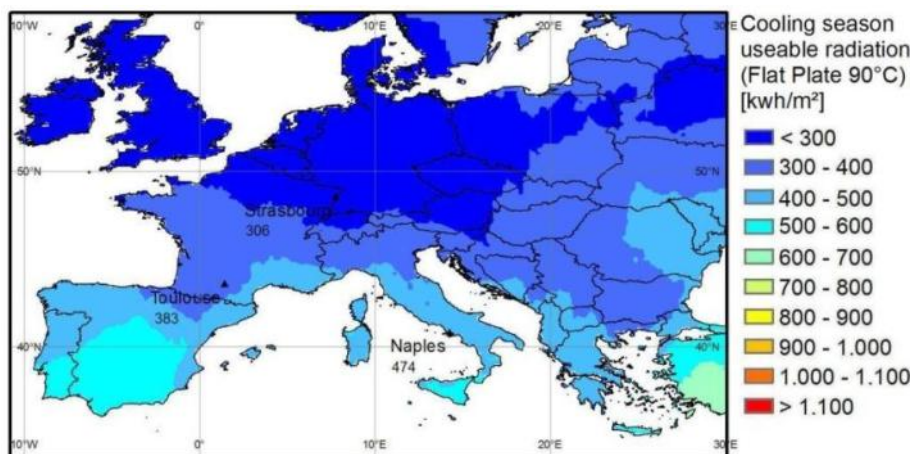 10°W 0° 10°E 20°E 30°E
Cooling season
useable radiation
(Flat Plate 90°C)
[kwh/m²]
< 300
300 - 400
400 - 500
500 - 600
600 - 700
700 - 800
800 - 900
900 - 1.000
1.000 - 1.100
> 1.100
50°N 50°N
Strasbourg
306
Toulouse
383
Naples
474
40°N 40°N
10°W 0° 10°E 20°E 30°E